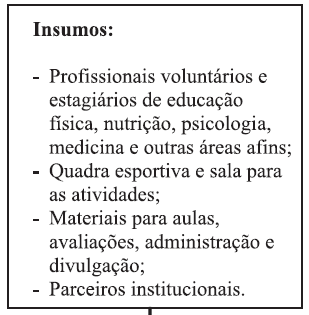 Insumos:
- Profissionais voluntários e
estagiários de educação
física, nutrição, psicologia,
medicina e outras áreas afins;
- Quadra esportiva e sala para
as atividades;
- Materiais para aulas,
avaliações, administração e
divulgação;
- Parceiros institucionais.